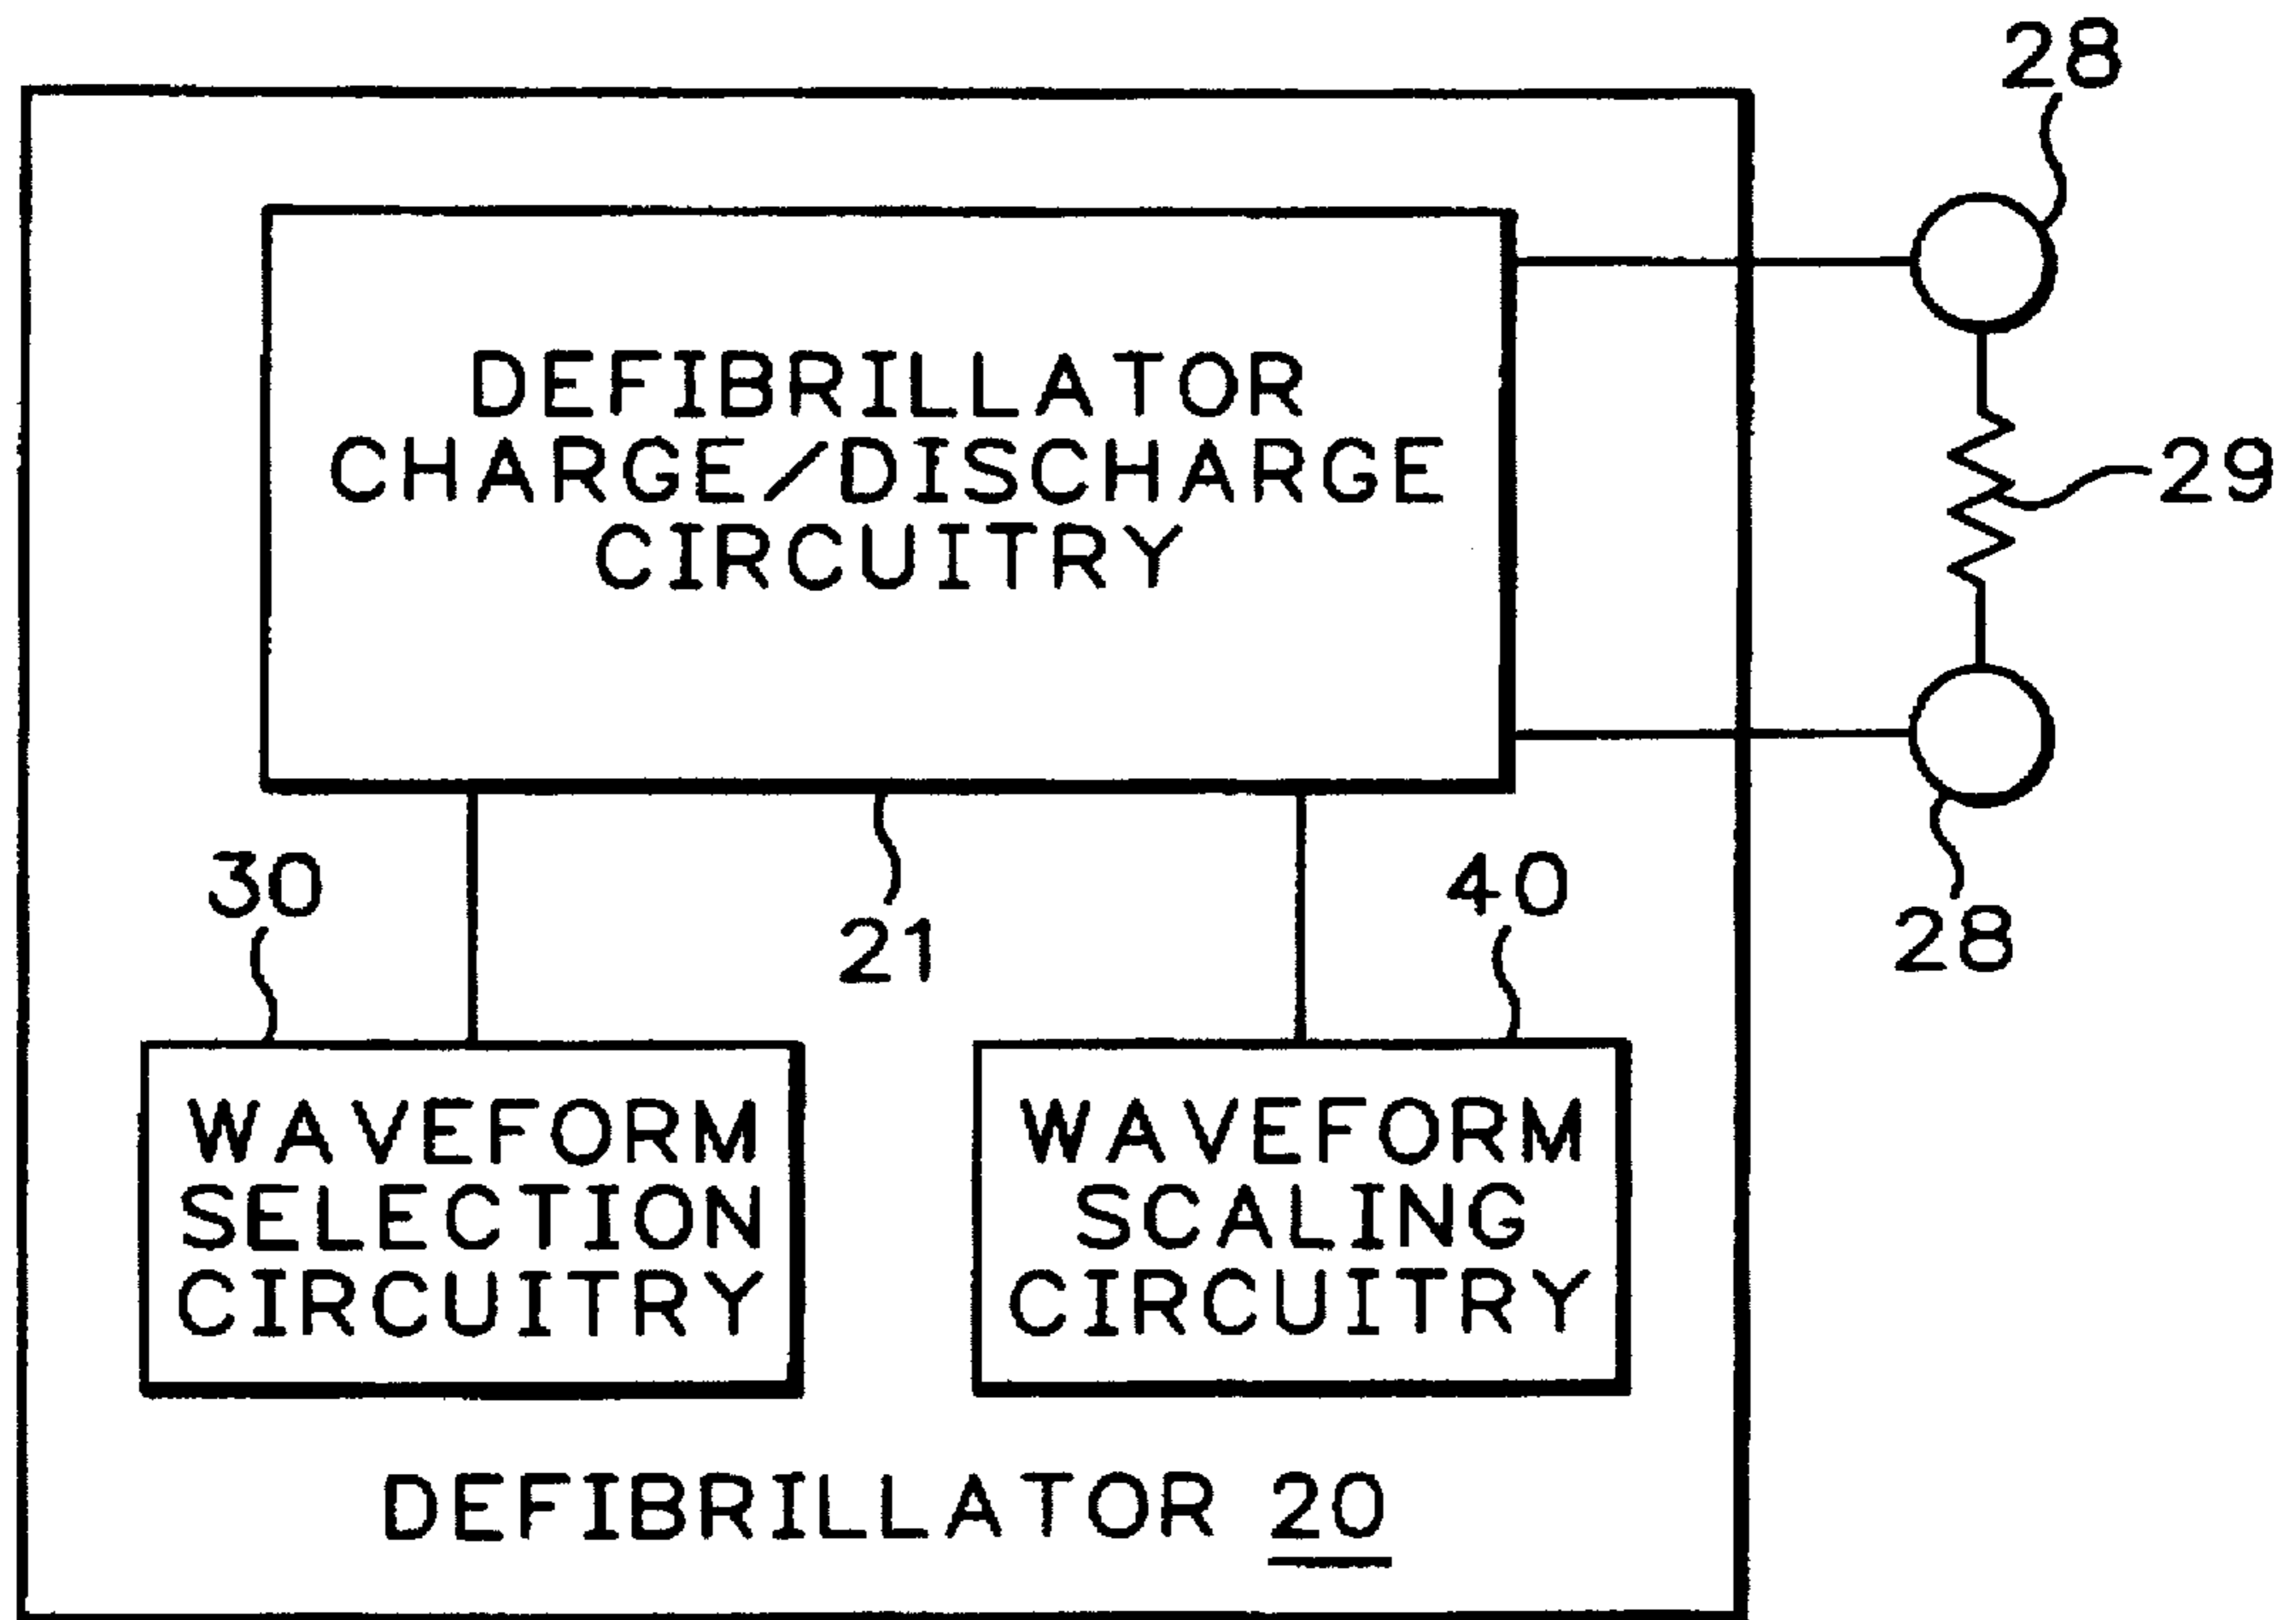 28
DEFIBRILLATOR
CHARGE/DISCHARGE
CIRCUITRY
29
30
21
40
28
WAVEFORM
SELECTION
CIRCUITRY
WAVEFORM
SCALING
CIRCUITRY
DEFIBRILLATOR 20